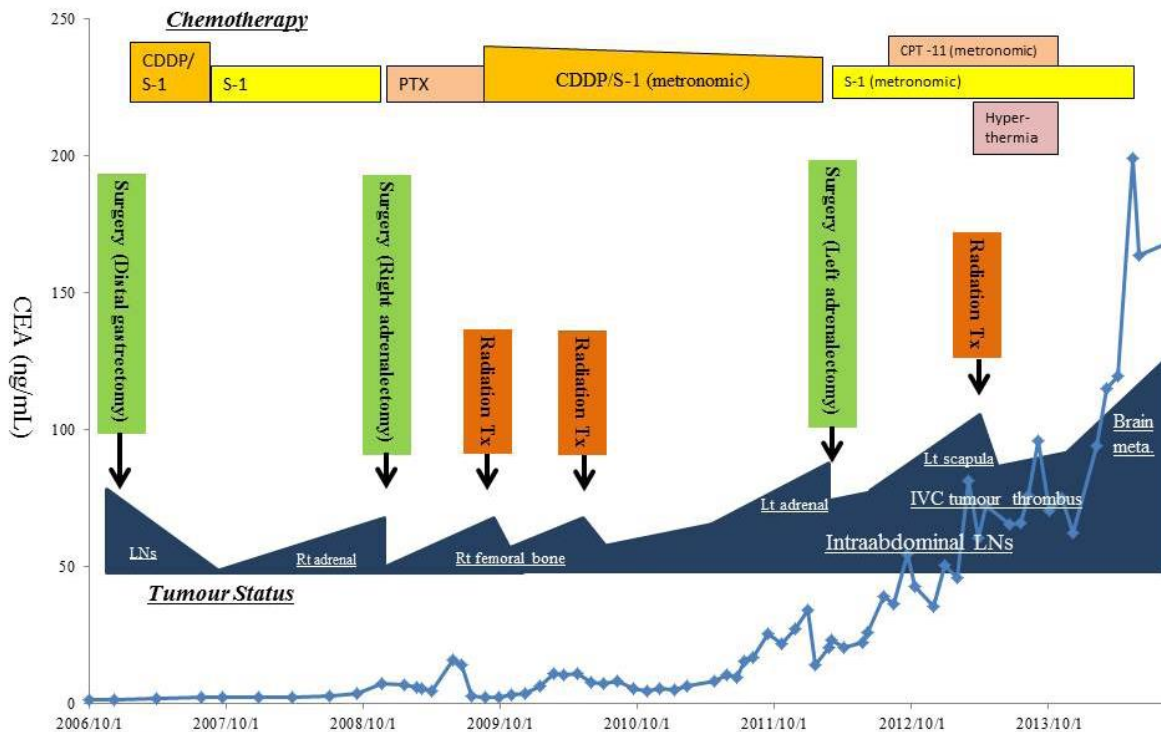 Chemotherapy
250
200
150
100
50
0
CEA (ng/mL)
CDDP/
S-1
S-1
PTX
CDDP/S-1 (metronomic)
CPT -11 (metronomic)
S-1 (metronomic)
Hyper-
thermia
Surgery (Distal gastrectomy)
Surgery (Right adrenalectomy)
Radiation Tx
Radiation Tx
Surgery (Left adrenalectomy)
Radiation Tx
LNs
Rt adrenal
Rt femoral bone
Lt adrenal
Lt scapula
Brain
meta.
IVC tumour thrombus
Intraabdominal LNs
Tumour Status
2006/10/1
2007/10/1
2008/10/1
2009/10/1
2010/10/1
2011/10/1
2012/10/1
2013/10/1